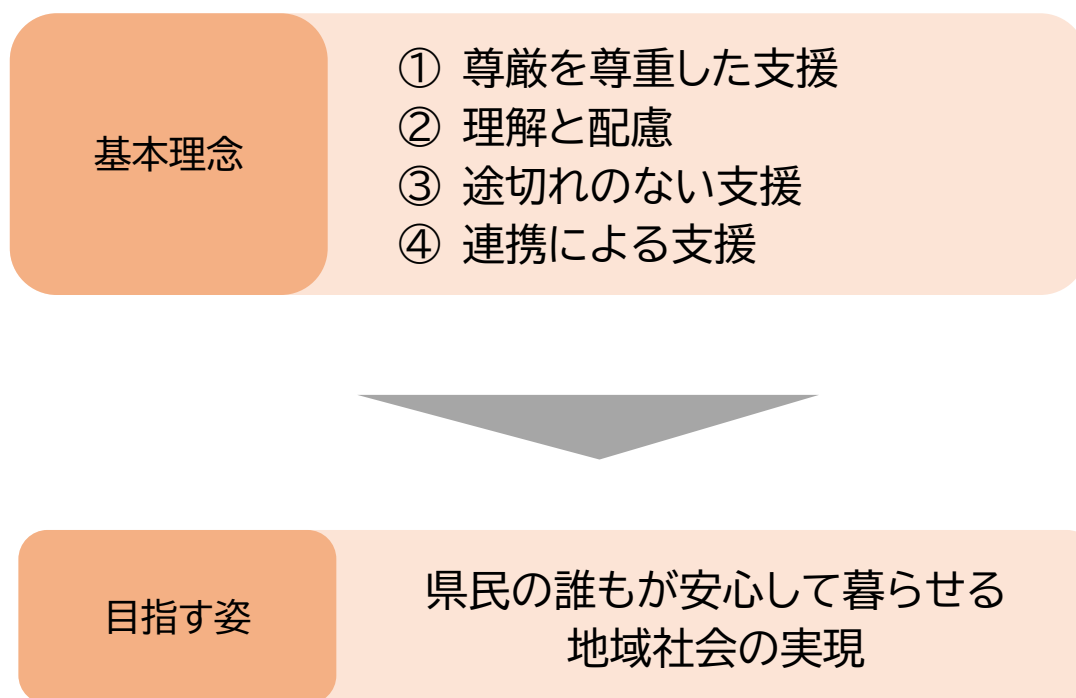 基本理念
① 尊厳を尊重した支援
② 理解と配慮
③ 途切れのない支援
④ 連携による支援
目指す姿
県民の誰もが安心して暮らせる
地域社会の実現